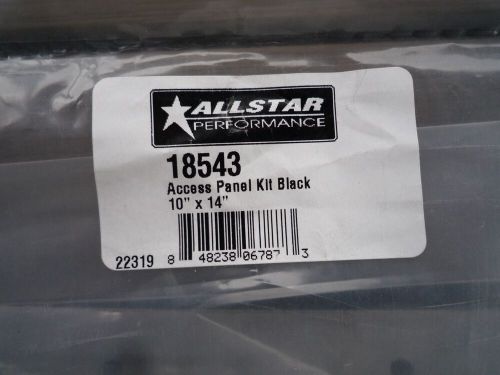 ALLSTAR
PERFORMANCE
18543
Access Panel Kit Black
10" x 14"
22319
8 48238 06787 3